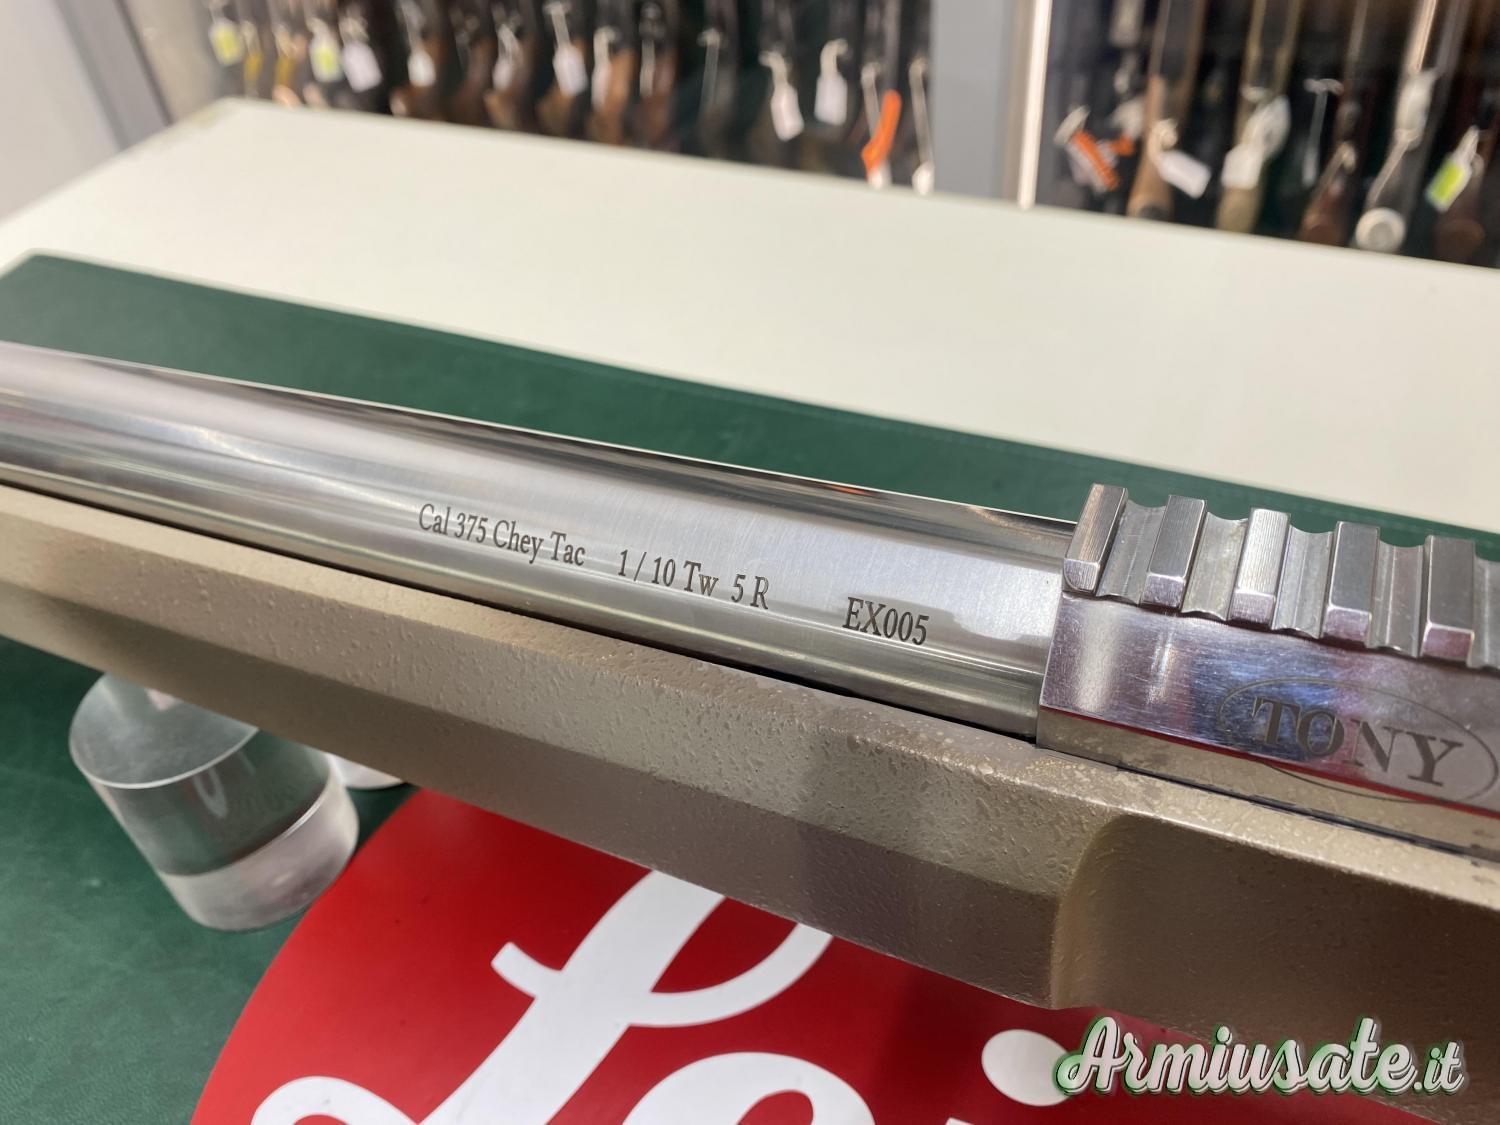 Cal 375 Chey Tac 1 / 10 Tw 5 R EX005
TONY
Armiusate.it